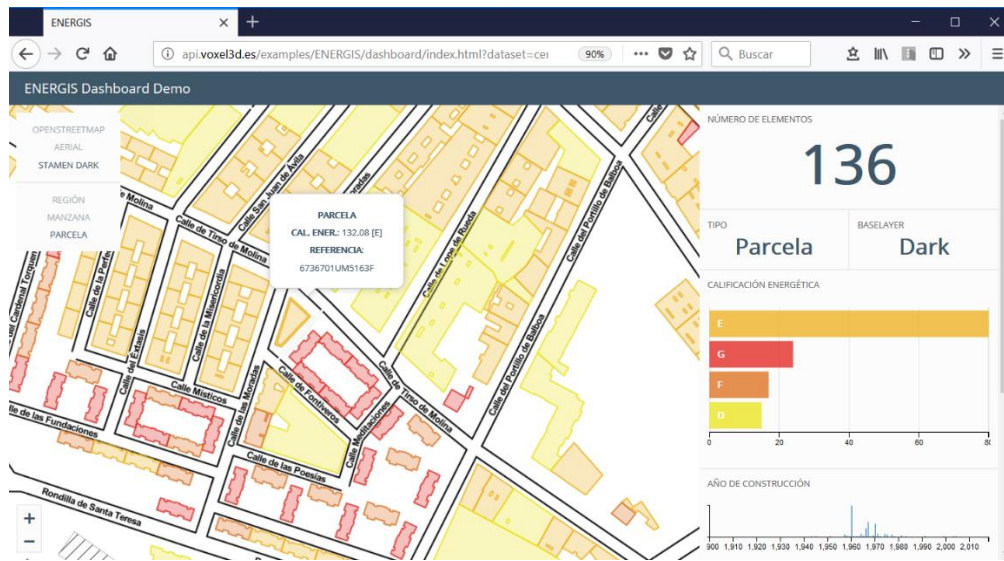 ENERGIS
api.voxel3d.es/examples/ENERGIS/dashboard/index.html?dataset=cei
90%
Buscar
ENERGIS Dashboard Demo
OPENSTREETMAP
AERIAL
STAMEN DARK
REGIÓN
MANZANA
PARCELA
PARCELA
CAL. ENER.: 132.08 [E]
REFERENCIA:
6736701UM5163F
Calle San Juan de Ávila
Calle de Tirso de Molina
Calle de Lope de Rueda
Calle del Portillo de Balboa
Calle del Portillo de Balboa
Calle de la Misericordia
Calle del Éxtasis
Calle Místicos
Calle de las Moradas
Calle de Fontiveros
Calle de Tirso de Molina
Calle Meditaciones
Calle de las Poesías
lle de las Fundaciones
Rondilla de Santa Teresa
+
−
NÚMERO DE ELEMENTOS
136
TIPO
Parcela
BASELAYER
Dark
CALIFICACIÓN ENERGÉTICA
E
G
F
D
0 20 40 60 80
AÑO DE CONSTRUCCIÓN
900 1,910 1,920 1,930 1,940 1,950 1,960 1,970 1,980 1,990 2,000 2,010